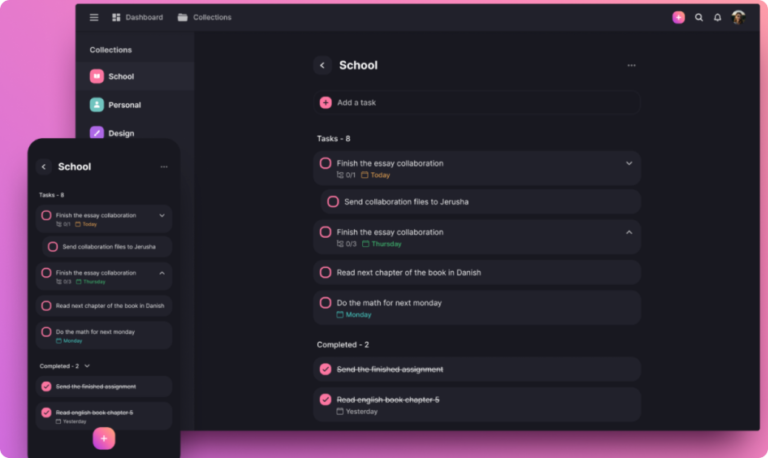 Dashboard
Collections
Collections
School
Personal
Design
School
Add a task
Tasks - 8
Finish the essay collaboration
0/1 Today
Send collaboration files to Jerusha
Finish the essay collaboration
0/3 Thursday
Read next chapter of the book in Danish
Do the math for next monday
Monday
Completed - 2
Send the finished assignment
Read english book chapter 5
Yesterday
School
Tasks - 8
Finish the essay collaboration
0/1 Today
Send collaboration files to Jerusha
Finish the essay collaboration
0/3 Thursday
Read next chapter of the book in Danish
Do the math for next monday
Monday
Completed - 2
Send the finished assignment
Read english book chapter 5
Yesterday